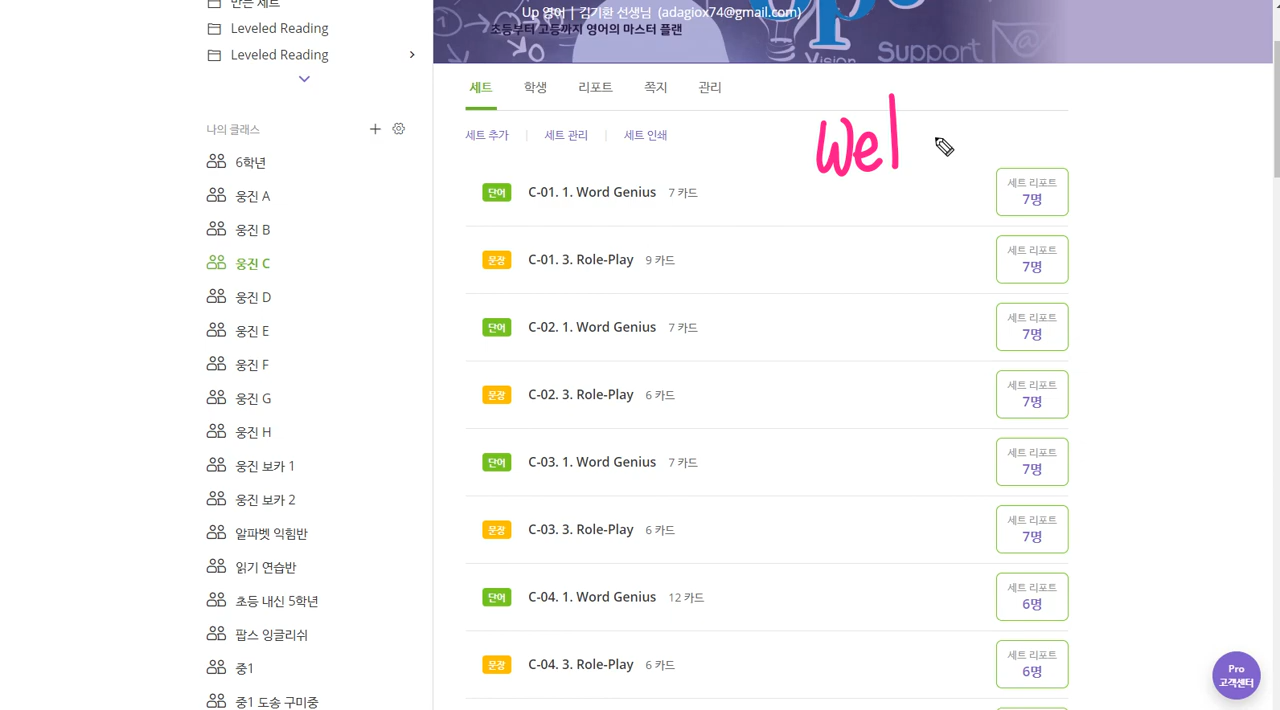 만든 세트
Leveled Reading
Leveled Reading
나의 클래스
6학년
웅진 A
웅진 B
웅진 C
웅진 D
웅진 E
웅진 F
웅진 G
웅진 H
웅진 보카 1
웅진 보카 2
알파벳 익힘반
읽기 연습반
초등 내신 5학년
팝스 잉글리쉬
중1
중1 도송 구미중
Up 영어 | 김기환 선생님 (adagiox74@gmail.com)
초등부터 고등까지 영어의 마스터 플랜
Vision
Support
세트 학생 리포트 쪽지 관리
세트 추가 | 세트 관리 | 세트 인쇄
wel
단어 C-01. 1. Word Genius 7 카드 세트 리포트 7명
문장 C-01. 3. Role-Play 9 카드 세트 리포트 7명
단어 C-02. 1. Word Genius 7 카드 세트 리포트 7명
문장 C-02. 3. Role-Play 6 카드 세트 리포트 7명
단어 C-03. 1. Word Genius 7 카드 세트 리포트 7명
문장 C-03. 3. Role-Play 6 카드 세트 리포트 7명
단어 C-04. 1. Word Genius 12 카드 세트 리포트 6명
문장 C-04. 3. Role-Play 6 카드 세트 리포트 6명
Pro
고객센터